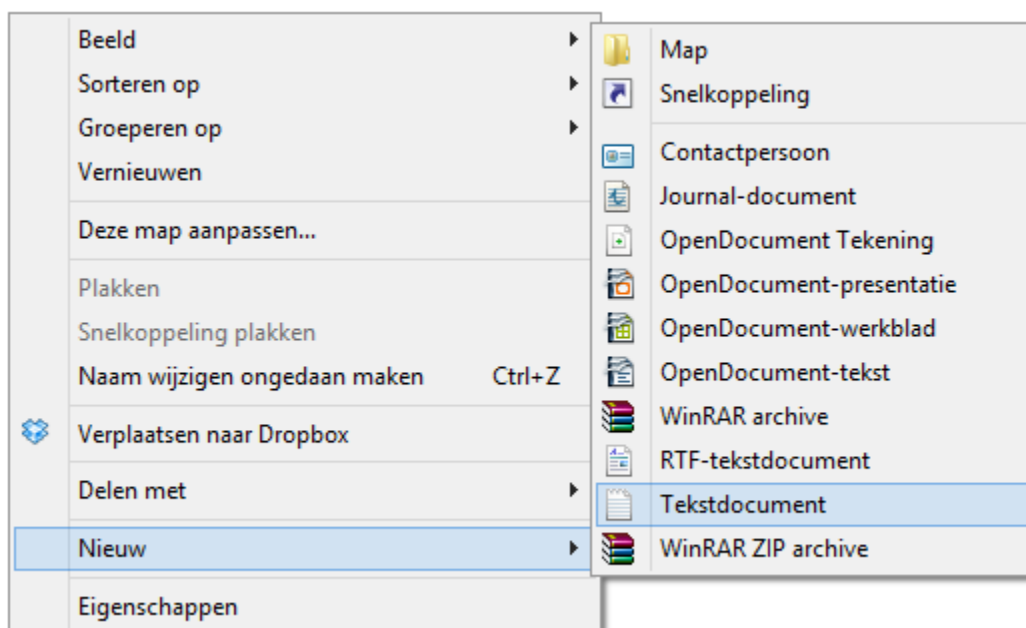 Beeld
Sorteren op
Groeperen op
Vernieuwen
Deze map aanpassen...
Plakken
Snelkoppeling plakken
Naam wijzigen ongedaan maken Ctrl+Z
Verplaatsen naar Dropbox
Delen met
Nieuw
Eigenschappen
Map
Snelkoppeling
Contactpersoon
Journal-document
OpenDocument Tekening
OpenDocument-presentatie
OpenDocument-werkblad
OpenDocument-tekst
WinRAR archive
RTF-tekstdocument
Tekstdocument
WinRAR ZIP archive